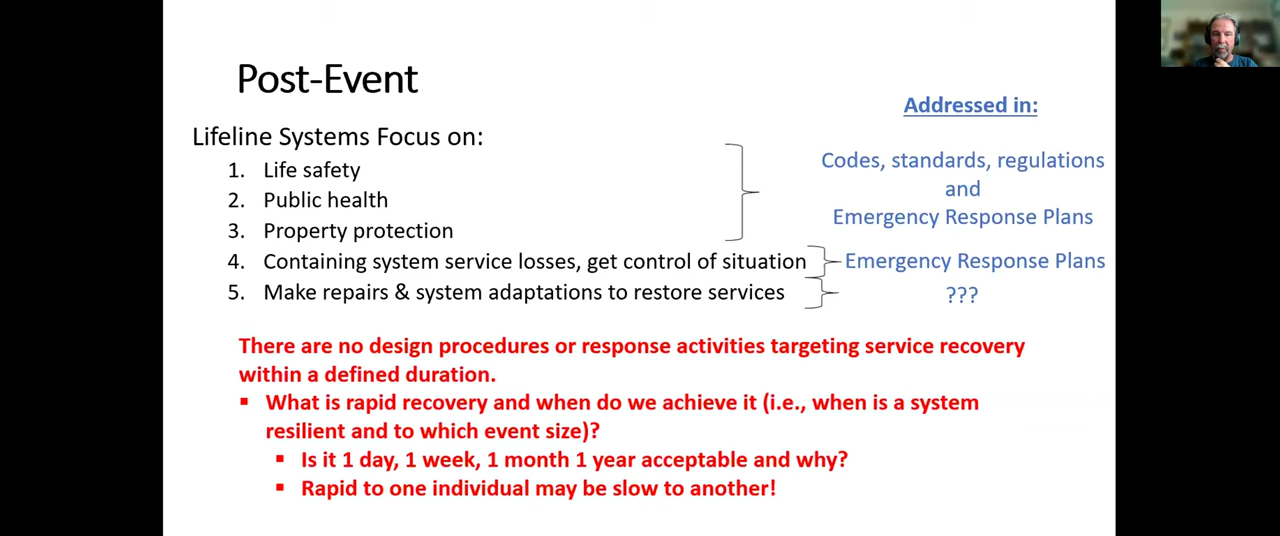 Post-Event
Addressed in:
Lifeline Systems Focus on:
1. Life safety
2. Public health
3. Property protection
Codes, standards, regulations
and
Emergency Response Plans
4. Containing system service losses, get control of situation
Emergency Response Plans
5. Make repairs & system adaptations to restore services
???
There are no design procedures or response activities targeting service recovery
within a defined duration.
▪ What is rapid recovery and when do we achieve it (i.e., when is a system
resilient and to which event size)?
▪ Is it 1 day, 1 week, 1 month 1 year acceptable and why?
▪ Rapid to one individual may be slow to another!